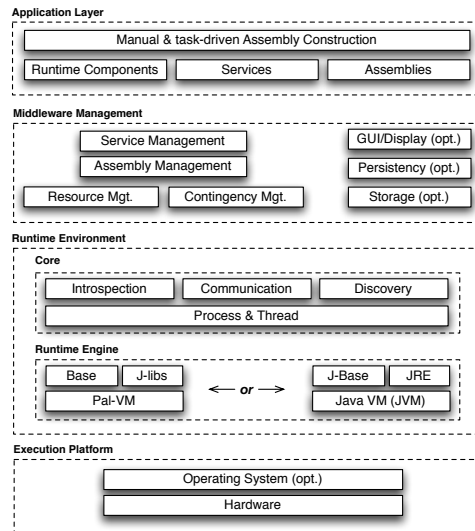 Application Layer
Manual & task-driven Assembly Construction
Runtime Components Services Assemblies
Middleware Management
Service Management GUI/Display (opt.)
Assembly Management Persistency (opt.)
Resource Mgt. Contingency Mgt. Storage (opt.)
Runtime Environment
Core
Introspection Communication Discovery
Process & Thread
Runtime Engine
Base J-libs or J-Base JRE
Pal-VM Java VM (JVM)
Execution Platform
Operating System (opt.)
Hardware